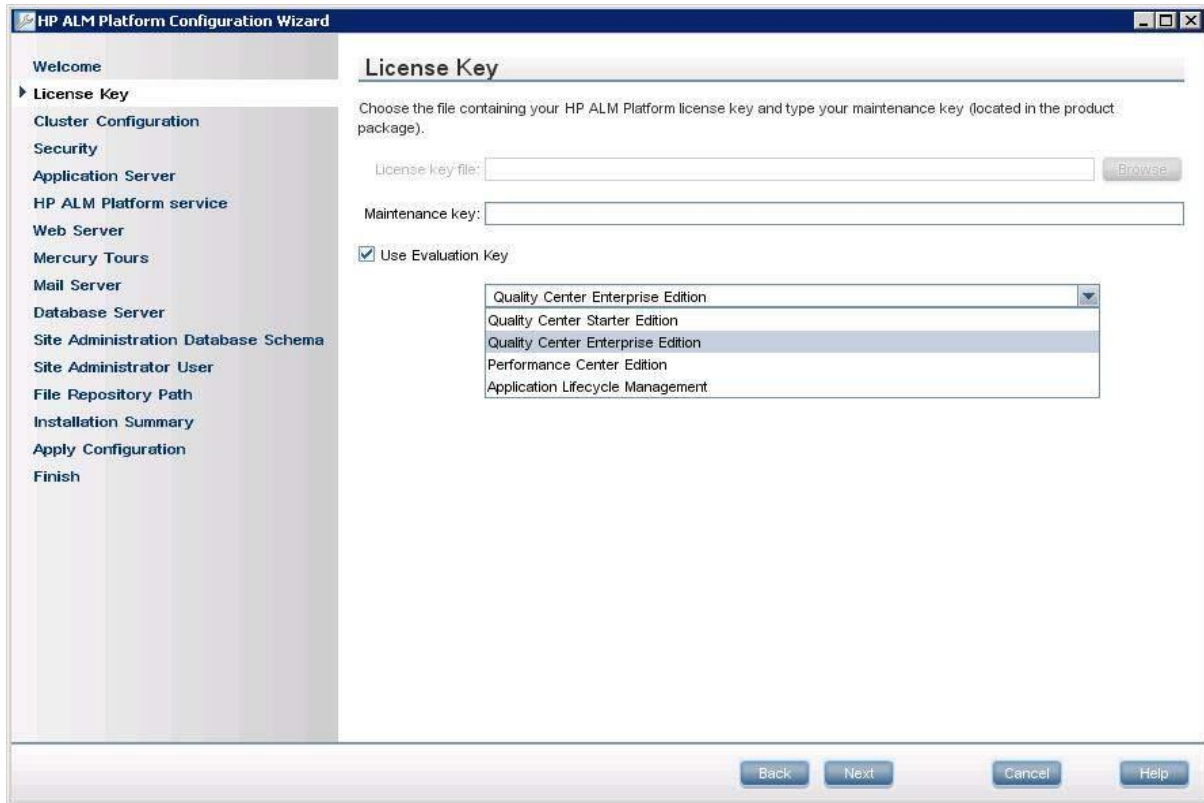 HP ALM Platform Configuration Wizard
Welcome
License Key
Cluster Configuration
Security
Application Server
HP ALM Platform service
Web Server
Mercury Tours
Mail Server
Database Server
Site Administration Database Schema
Site Administrator User
File Repository Path
Installation Summary
Apply Configuration
Finish
License Key
Choose the file containing your HP ALM Platform license key and type your maintenance key (located in the product
package).
License key file:
Browse
Maintenance key:
Use Evaluation Key
Quality Center Enterprise Edition
Quality Center Starter Edition
Quality Center Enterprise Edition
Performance Center Edition
Application Lifecycle Management
Back Next Cancel Help